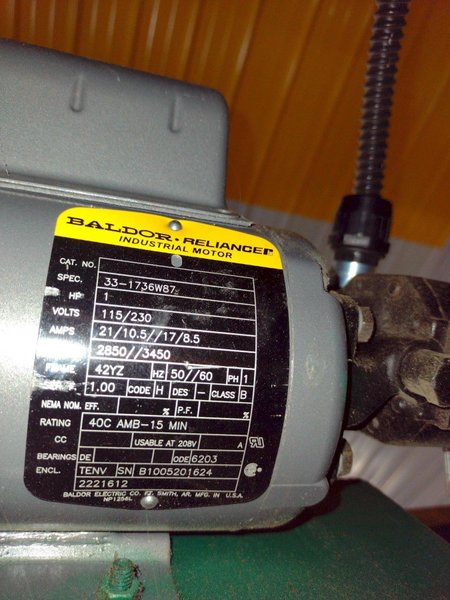 BALDOR • RELIANCER
INDUSTRIAL MOTOR
CAT. NO.
SPEC. 33-1736W87
HP 1
VOLTS 115/230
AMPS 21/10.5//17/8.5
2850//3450
FRAME 42YZ HZ 50//60 PH 1
SER. F. 1.00 CODE H DES - CLASS B
NEMA NOM. EFF. % P.F. %
RATING 40C AMB-15 MIN
CC USABLE AT 208V A
BEARINGS DE ODE 6203
ENCL. TENV SN B1005201624
2221612
BALDOR ELECTRIC CO. FT. SMITH, AR. MFG. IN U.S.A.